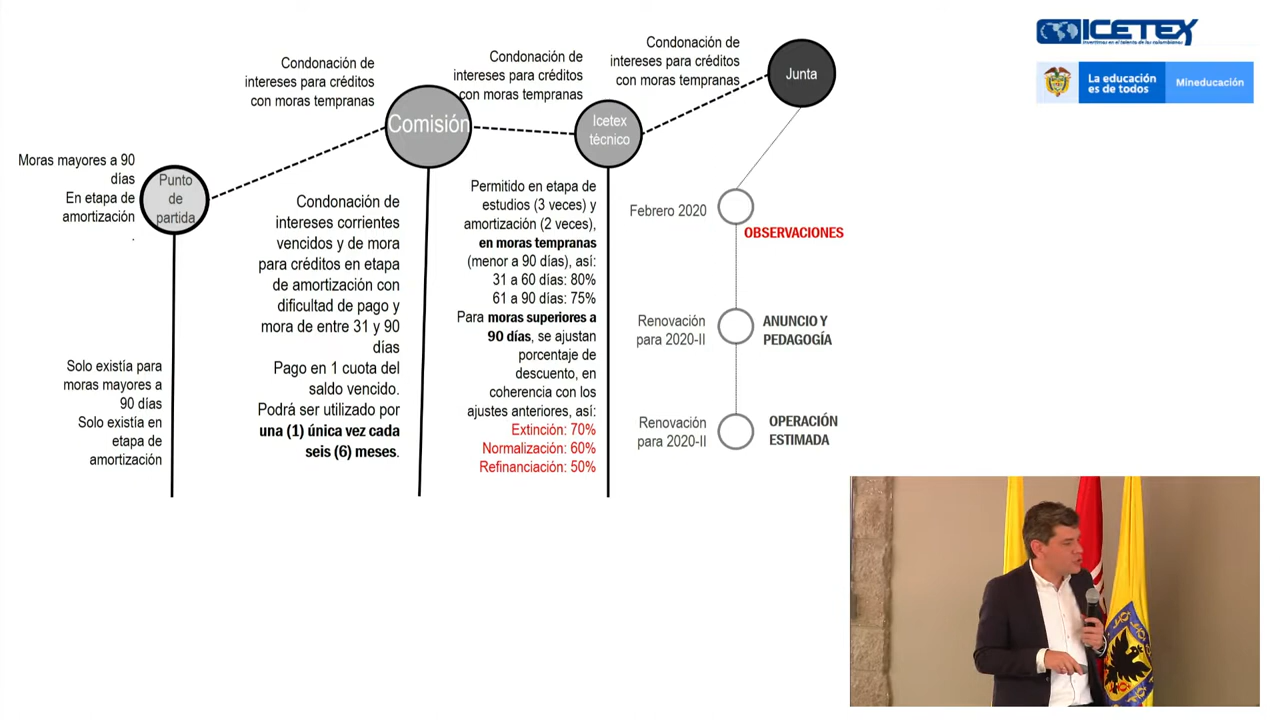 Moras mayores a 90
días
En etapa de
amortización
.
Punto
de
partida
Solo existía para
moras mayores a
90 días
Solo existía en
etapa de
amortización
Condonación de
intereses para créditos
con moras tempranas
Comisión
Condonación de
intereses corrientes
vencidos y de mora
para créditos en etapa
de amortización con
dificultad de pago y
mora de entre 31 y 90
días
Pago en 1 cuota del
saldo vencido.
Podrá ser utilizado por
una (1) única vez cada
seis (6) meses.
Condonación de
intereses para créditos
con moras tempranas
Icetex
técnico
Permitido en etapa de
estudios (3 veces) y
amortización (2 veces),
en moras tempranas
(menor a 90 días), así:
31 a 60 días: 80%
61 a 90 días: 75%
Para moras superiores a
90 días, se ajustan
porcentaje de
descuento, en
coherencia con los
ajustes anteriores, así:
Extinción: 70%
Normalización: 60%
Refinanciación: 50%
Condonación de
intereses para créditos
con moras tempranas
Junta
Febrero 2020
OBSERVACIONES
Renovación
para 2020-II
ANUNCIO Y
PEDAGOGÍA
Renovación
para 2020-II
OPERACIÓN
ESTIMADA
ICETEX
Invertimos en el talento de los colombianos
La educación
es de todos
Mineducación